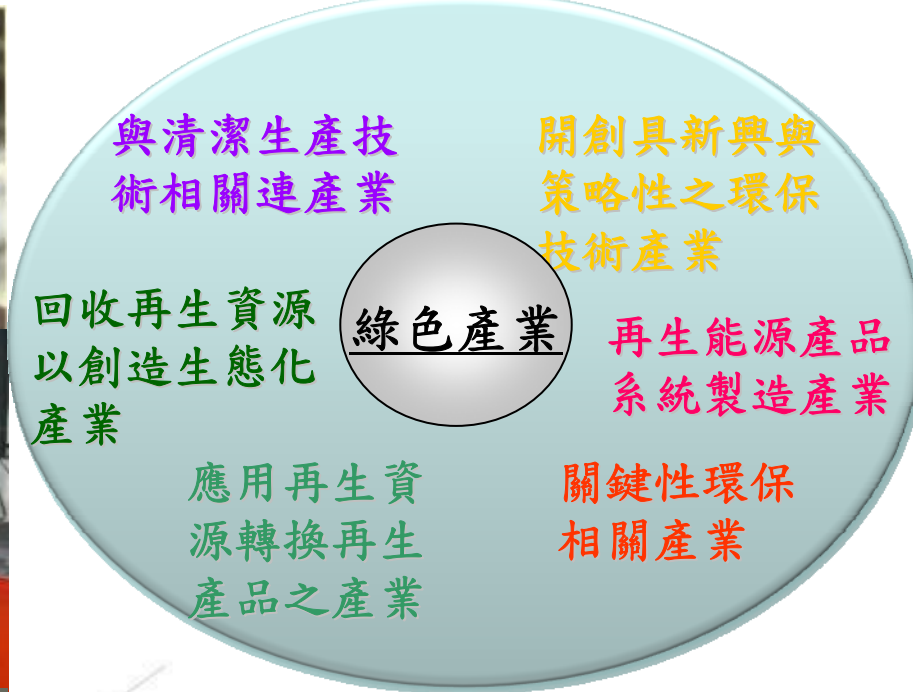 與清潔生產技
術相關連產業
開創具新興與
策略性之環保
技術產業
回收再生資源
以創造生態化
產業
綠色產業
再生能源產品
系統製造產業
應用再生資
源轉換再生
產品之產業
關鍵性環保
相關產業